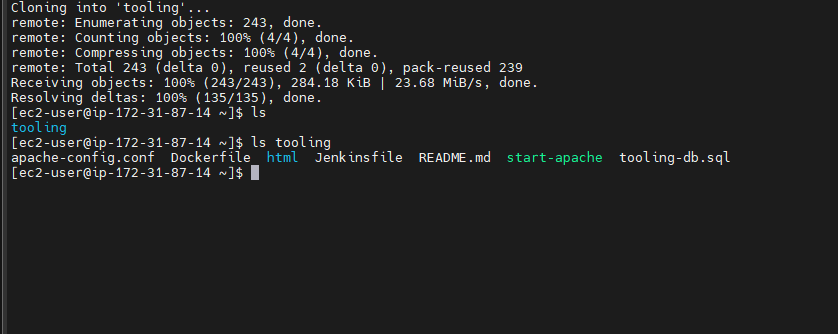 Cloning into 'tooling'...
remote: Enumerating objects: 243, done.
remote: Counting objects: 100% (4/4), done.
remote: Compressing objects: 100% (4/4), done.
remote: Total 243 (delta 0), reused 2 (delta 0), pack-reused 239
Receiving objects: 100% (243/243), 284.18 KiB | 23.68 MiB/s, done.
Resolving deltas: 100% (135/135), done.
[ec2-user@ip-172-31-87-14 ~]$ ls
tooling
[ec2-user@ip-172-31-87-14 ~]$ ls tooling
apache-config.conf  Dockerfile  html  Jenkinsfile  README.md  start-apache  tooling-db.sql
[ec2-user@ip-172-31-87-14 ~]$